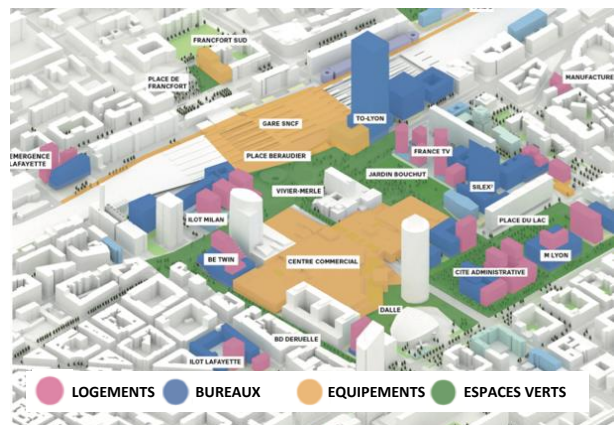 FRANCFORT SUD
PLACE DE
FRANCFORT
MANUFACTURE
GARE SNCF
TO-LYON
EMERGENCE
LAFAYETTE
PLACE BERAUDIER
FRANCE TV
JARDIN BOUCHUT
VIVIER-MERLE
SILEX²
ILOT MILAN
PLACE DU LAC
BE TWIN
CENTRE COMMERCIAL
M LYON
CITE ADMINISTRATIVE
DALLE
BD DERUELLE
ILOT LAFAYETTE
LOGEMENTS
BUREAUX
EQUIPEMENTS
ESPACES VERTS